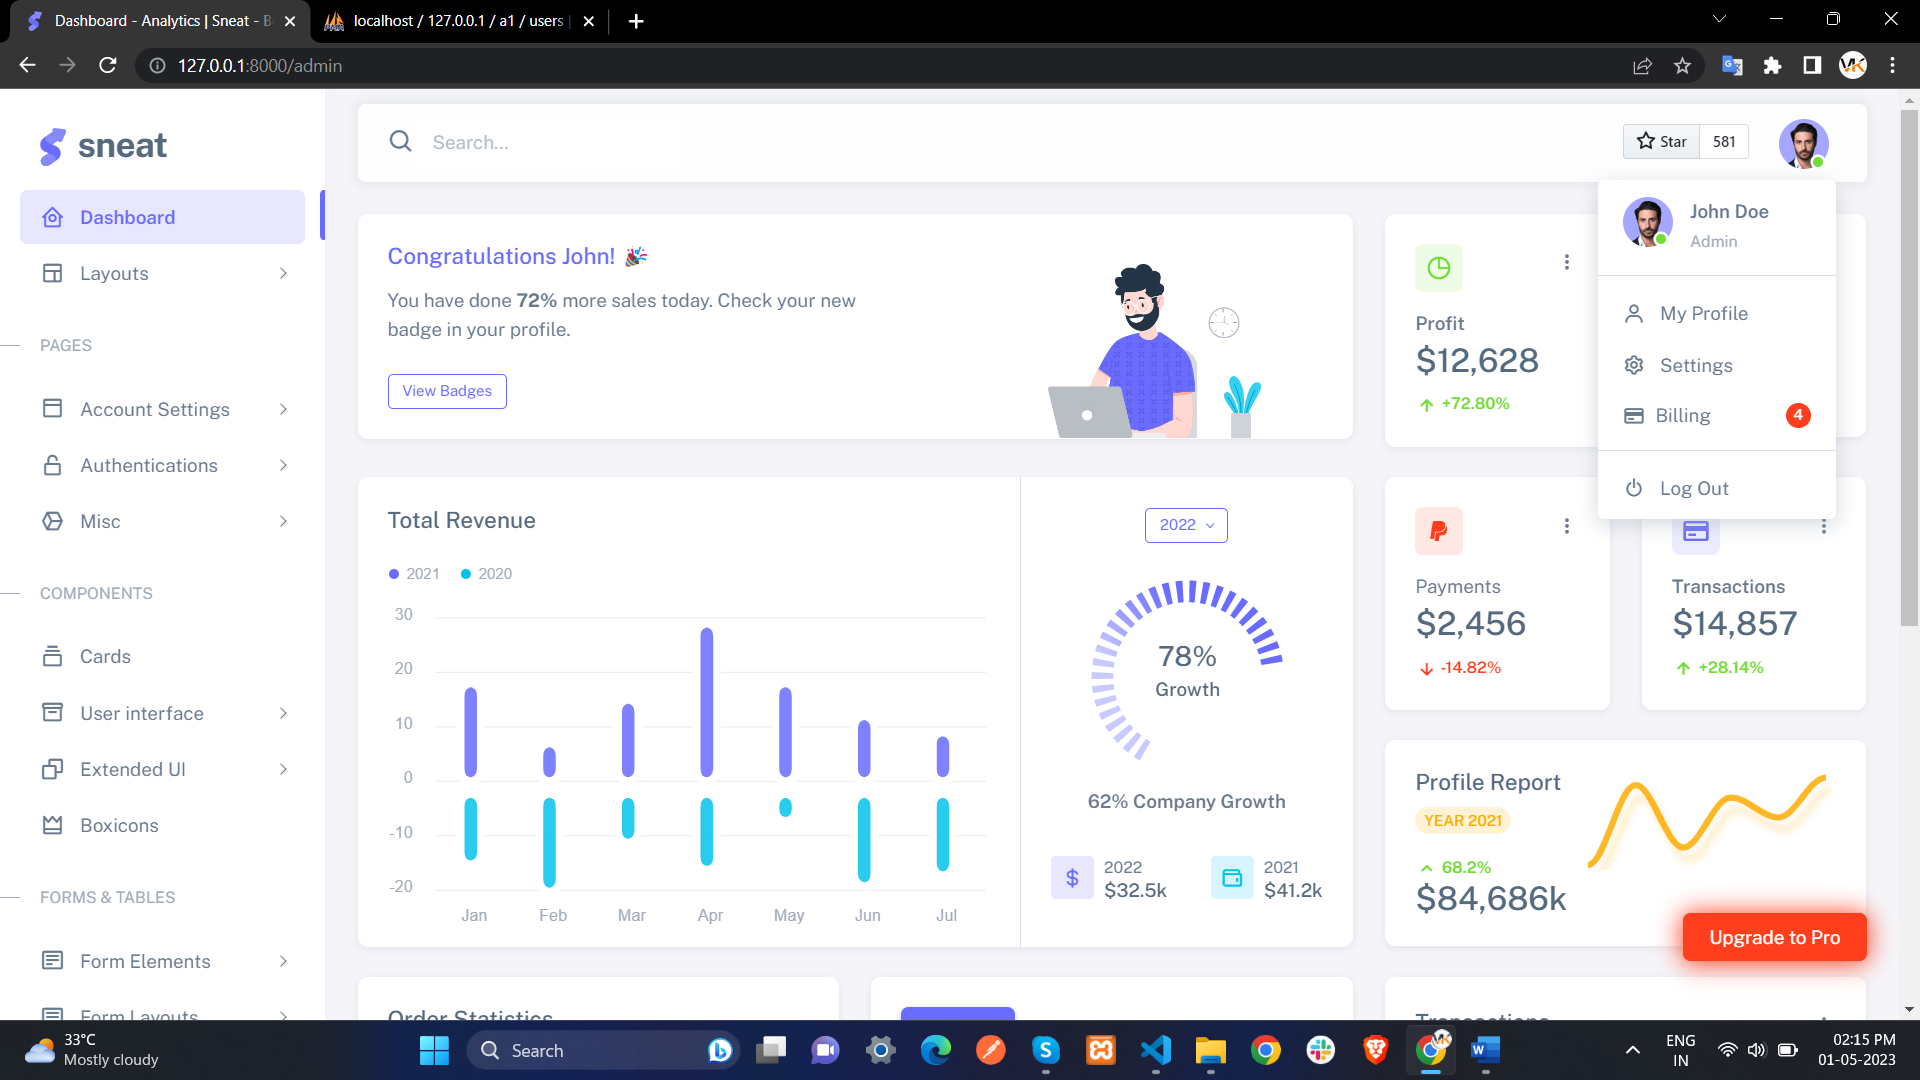 Dashboard - Analytics | Sneat - B
localhost / 127.0.0.1 / a1 / users |
127.0.0.1:8000/admin
sneat
Dashboard
Layouts
PAGES
Account Settings
Authentications
Misc
COMPONENTS
Cards
User interface
Extended UI
Boxicons
FORMS & TABLES
Form Elements
Form Layouts
Search...
Star
581
John Doe
Admin
My Profile
Settings
Billing
4
Log Out
Congratulations John! 🎉
You have done 72% more sales today. Check your new
badge in your profile.
View Badges
Profit
$12,628
+72.80%
Total Revenue
2021
2020
30
20
10
0
-10
-20
Jan
Feb
Mar
Apr
May
Jun
Jul
2022
78%
Growth
62% Company Growth
2022
$32.5k
2021
$41.2k
Payments
$2,456
-14.82%
Transactions
$14,857
+28.14%
Profile Report
YEAR 2021
68.2%
$84,686k
Upgrade to Pro
Order Statistics
Transactions
33°C
Mostly cloudy
Search
ENG
IN
02:15 PM
01-05-2023